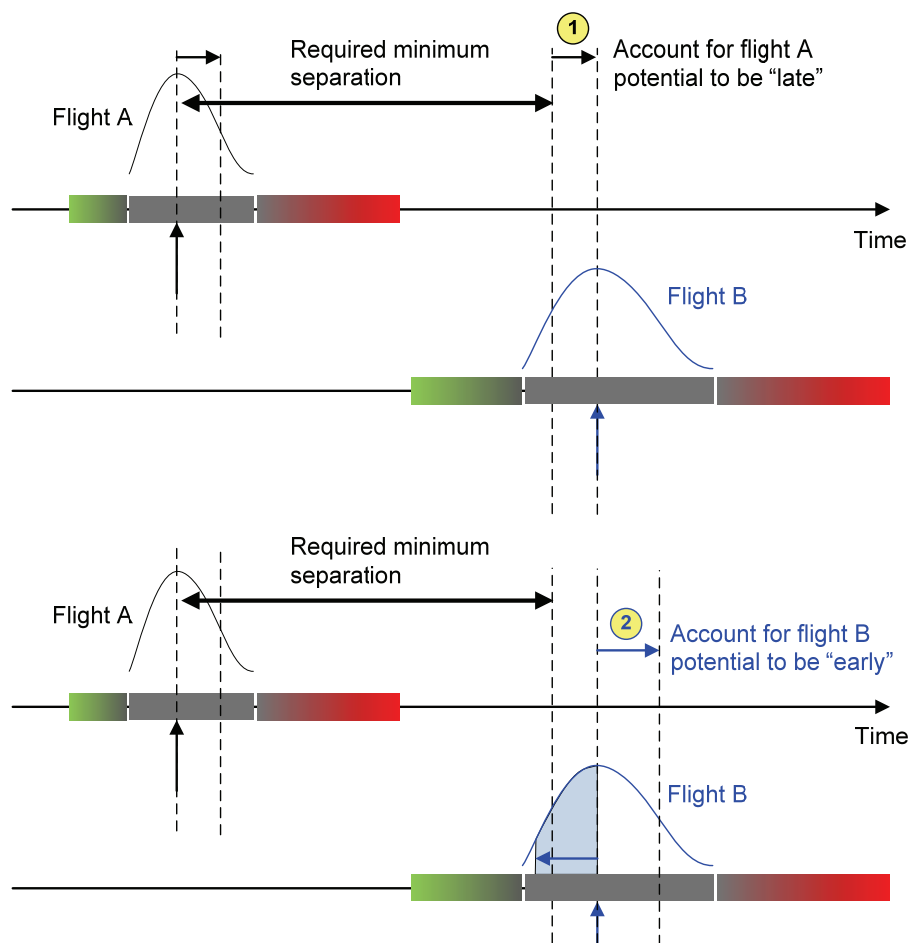 1
Required minimum
separation
Account for flight A
potential to be “late”
Flight A
Time
Flight B
Required minimum
separation
Flight A
2
Account for flight B
potential to be “early”
Time
Flight B